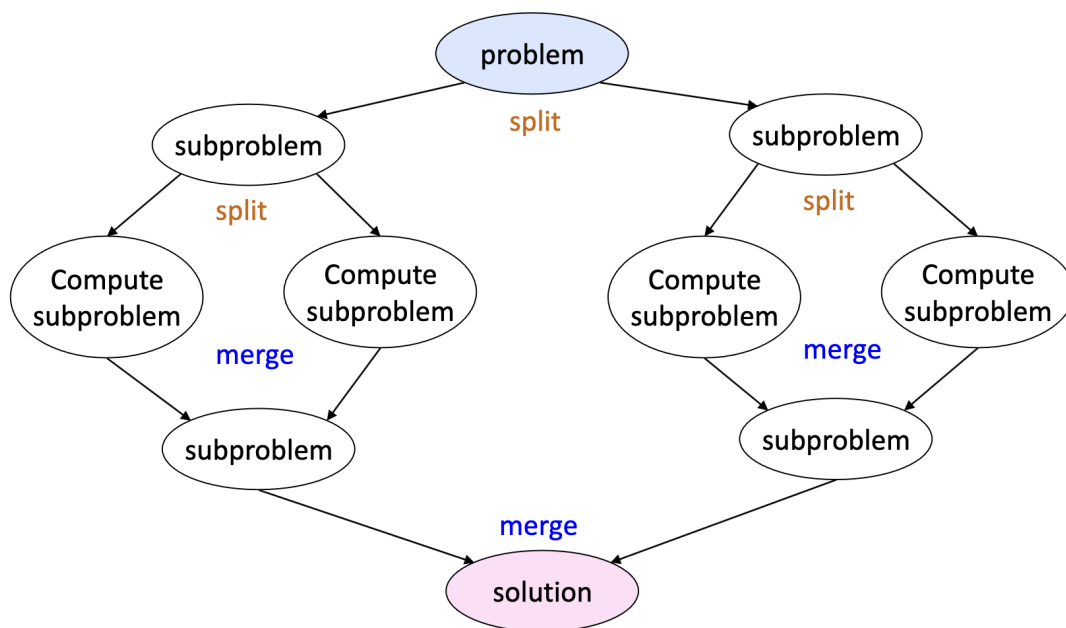 problem
split
subproblem
subproblem
split
split
Compute
subproblem
Compute
subproblem
Compute
subproblem
Compute
subproblem
merge
merge
subproblem
subproblem
merge
solution